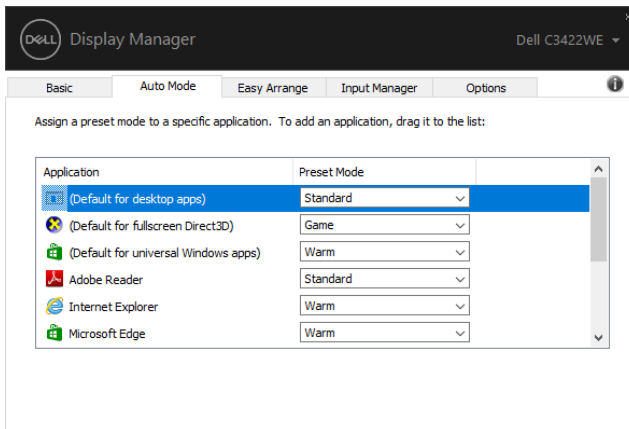 DELL Display Manager Dell C3422WE
Basic Auto Mode Easy Arrange Input Manager Options
Assign a preset mode to a specific application. To add an application, drag it to the list:
Application Preset Mode
(Default for desktop apps) Standard
(Default for fullscreen Direct3D) Game
(Default for universal Windows apps) Warm
Adobe Reader Standard
Internet Explorer Warm
Microsoft Edge Warm